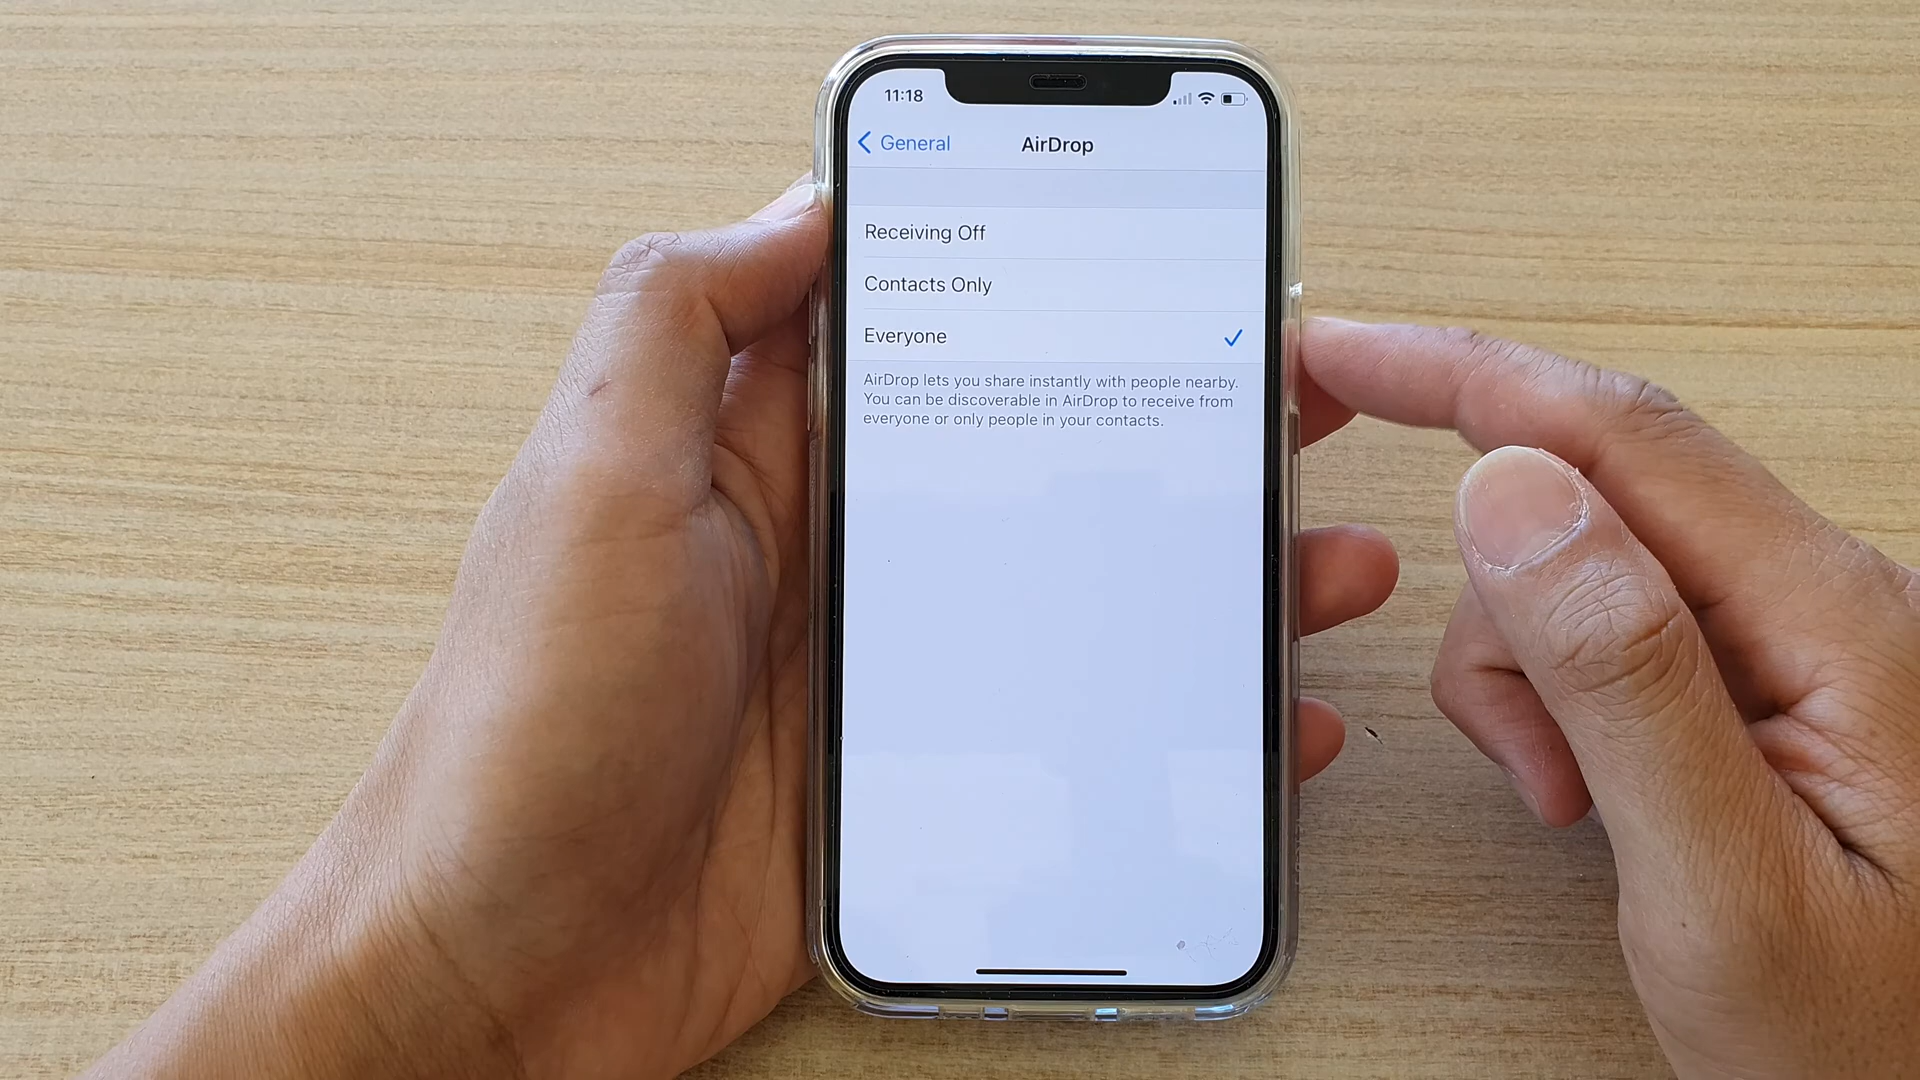 11:18
General
AirDrop
Receiving Off
Contacts Only
Everyone
AirDrop lets you share instantly with people nearby.
You can be discoverable in AirDrop to receive from
everyone or only people in your contacts.